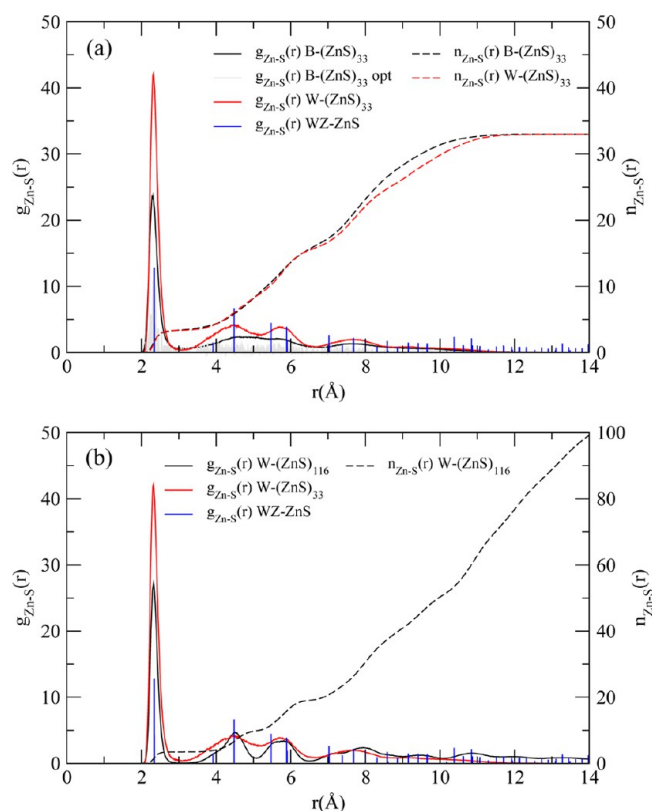 (a)
g_Zn-S(r) B-(ZnS)_33
n_Zn-S(r) B-(ZnS)_33
g_Zn-S(r) B-(ZnS)_33 opt
n_Zn-S(r) W-(ZnS)_33
g_Zn-S(r) W-(ZnS)_33
g_Zn-S(r) WZ-ZnS
50
40
30
20
10
0
g_Zn-S(r)
50
40
30
20
10
0
n_Zn-S(r)
0 2 4 6 8 10 12 14
r(Å)
(b)
g_Zn-S(r) W-(ZnS)_116
n_Zn-S(r) W-(ZnS)_116
g_Zn-S(r) W-(ZnS)_33
g_Zn-S(r) WZ-ZnS
50
40
30
20
10
0
g_Zn-S(r)
100
80
60
40
20
0
n_Zn-S(r)
0 2 4 6 8 10 12 14
r(Å)